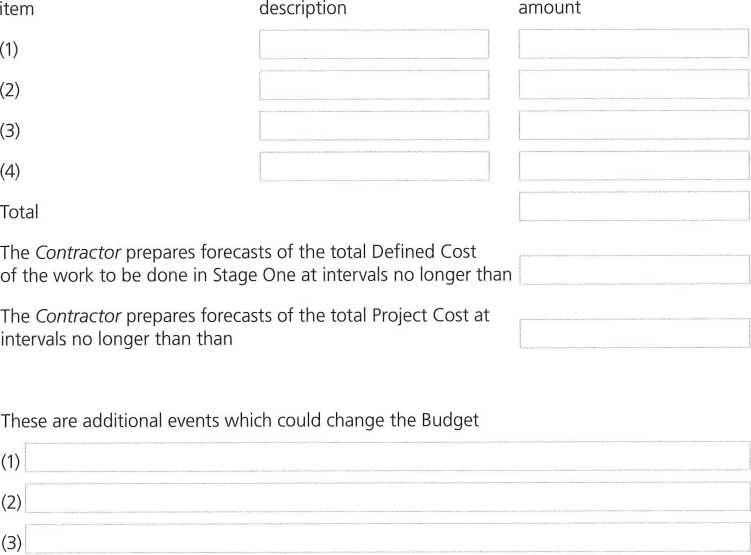 item description amount
(1)
(2)
(3)
(4)
Total
The Contractor prepares forecasts of the total Defined Cost
of the work to be done in Stage One at intervals no longer than
The Contractor prepares forecasts of the total Project Cost at
intervals no longer than than
These are additional events which could change the Budget
(1)
(2)
(3)